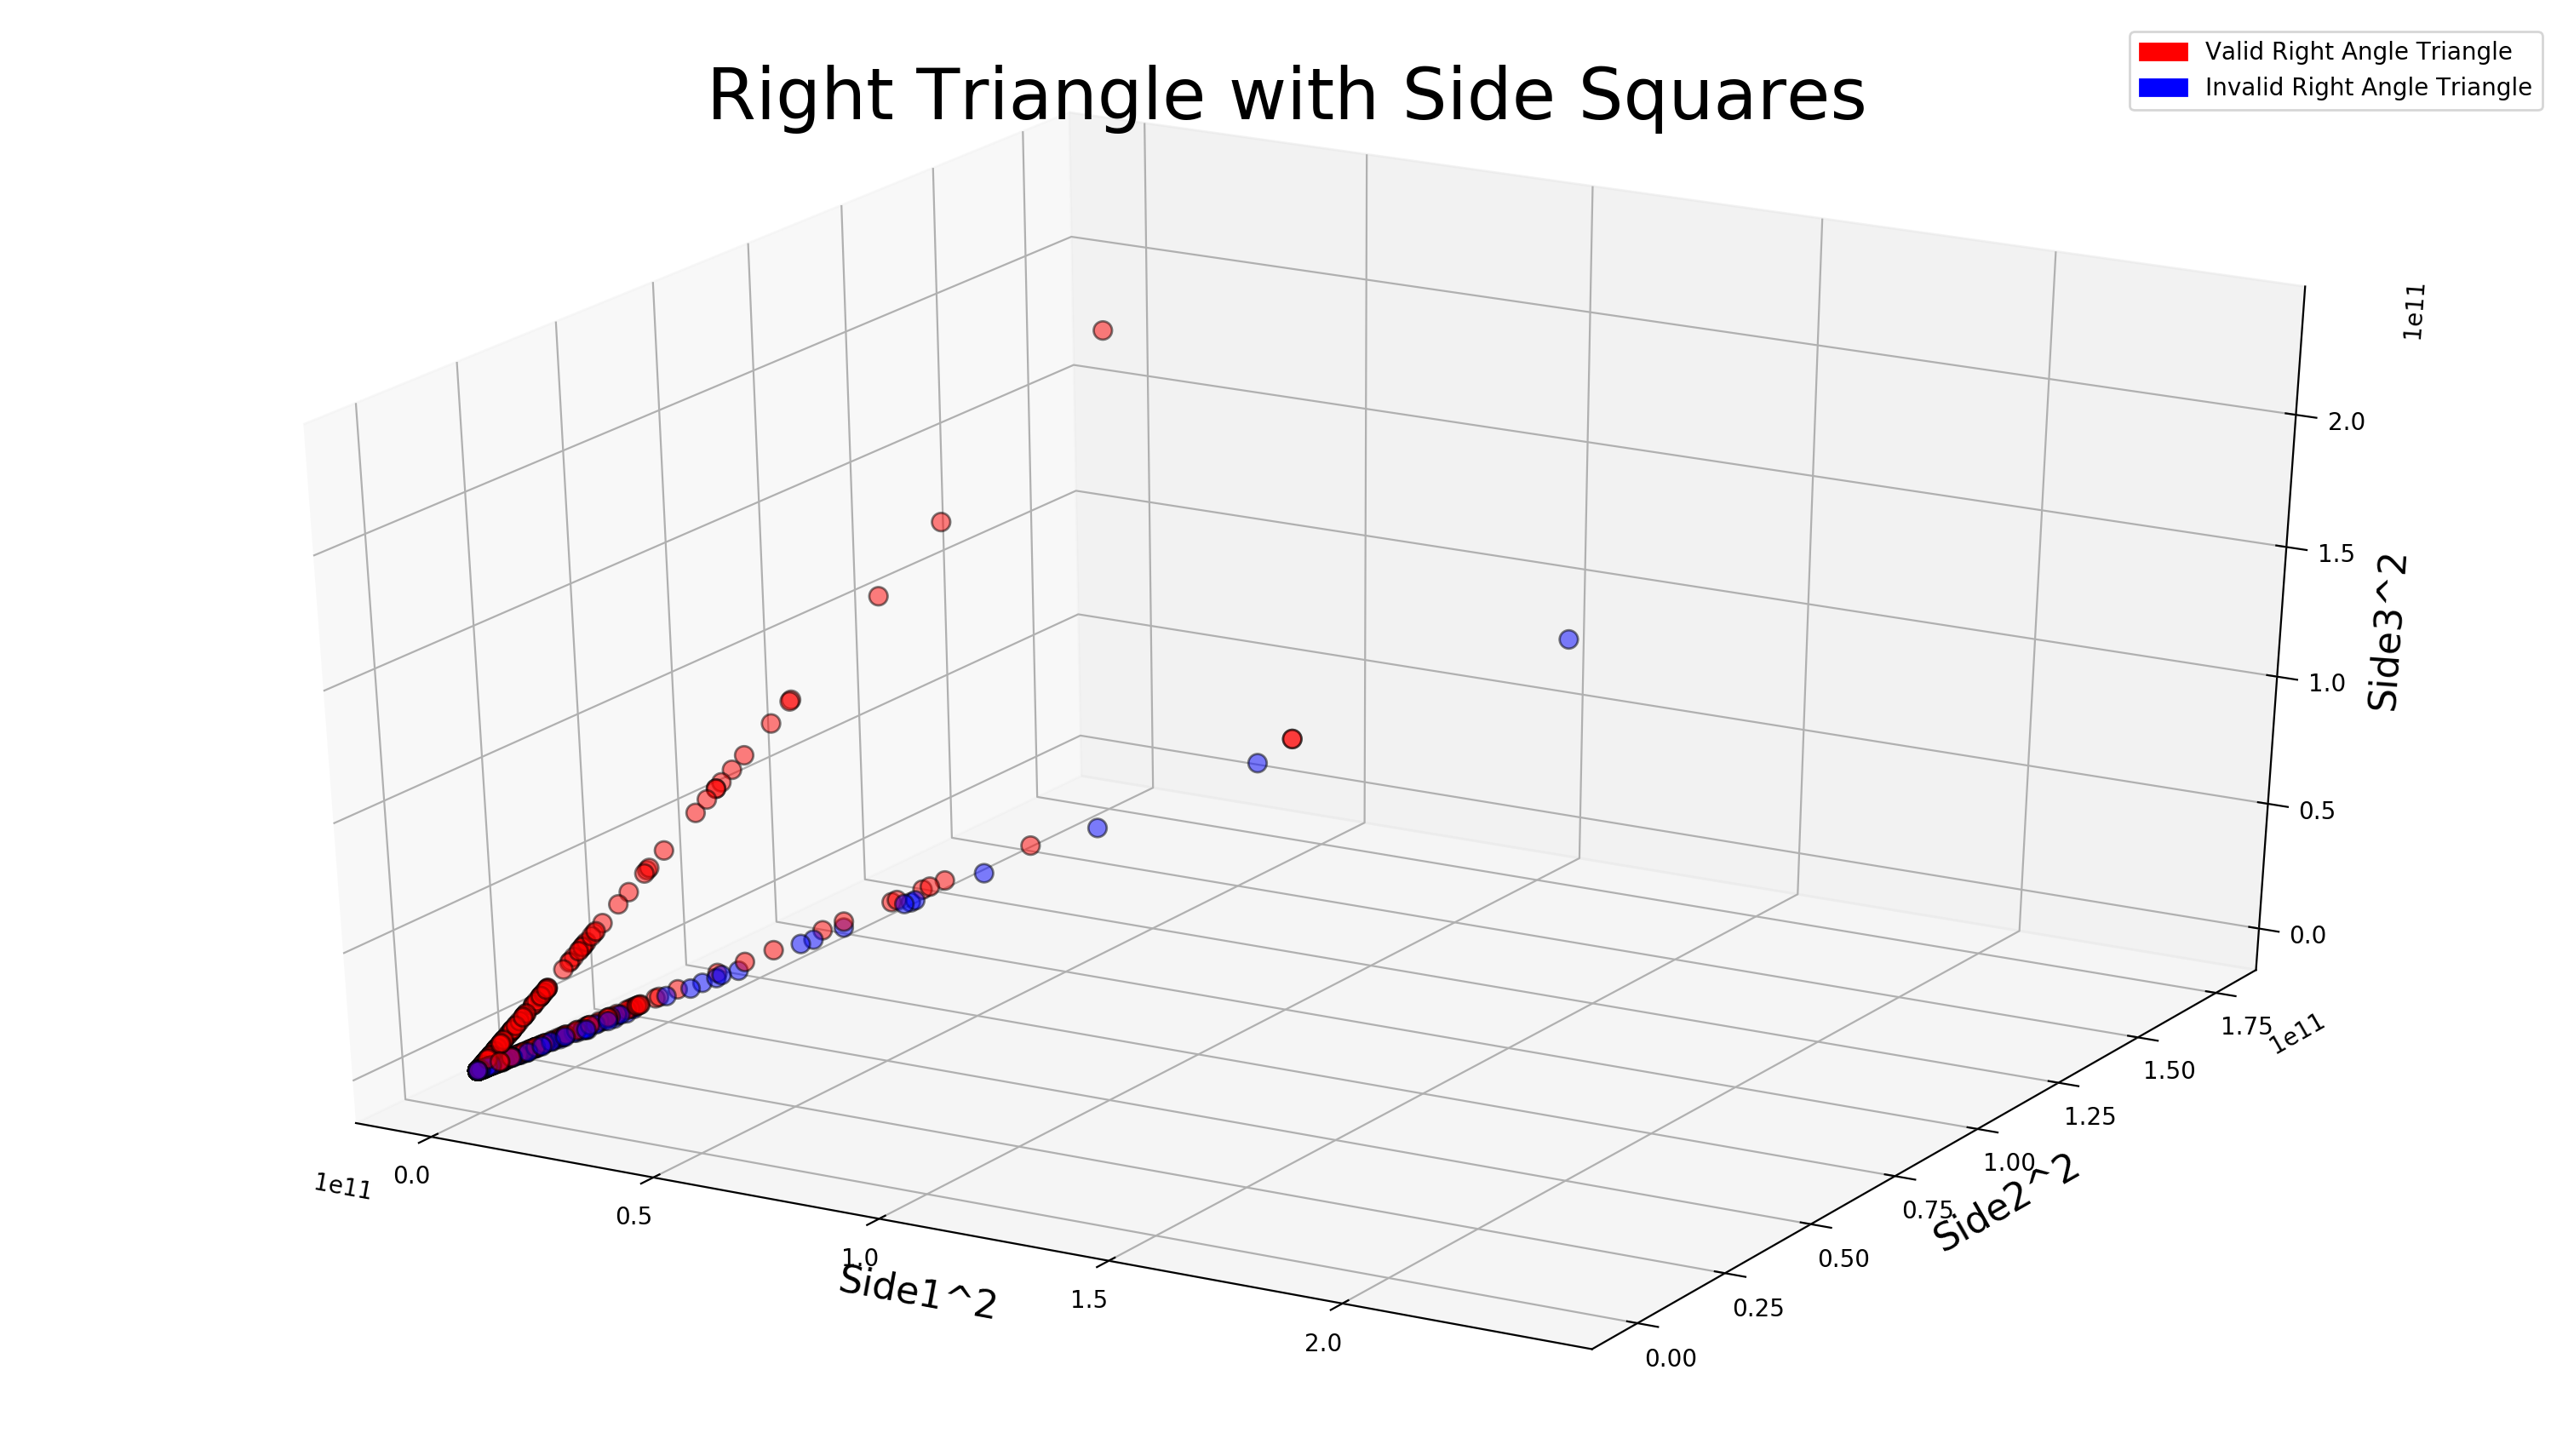 Right Triangle with Side Squares
Valid Right Angle Triangle
Invalid Right Angle Triangle
1e11
2.0
1.5
1.0
0.5
0.0
Side3^2
1e11
1.75
1.50
1.25
1.00
0.75
0.50
0.25
0.00
Side2^2
1e11
0.0
0.5
1.0
1.5
2.0
Side1^2